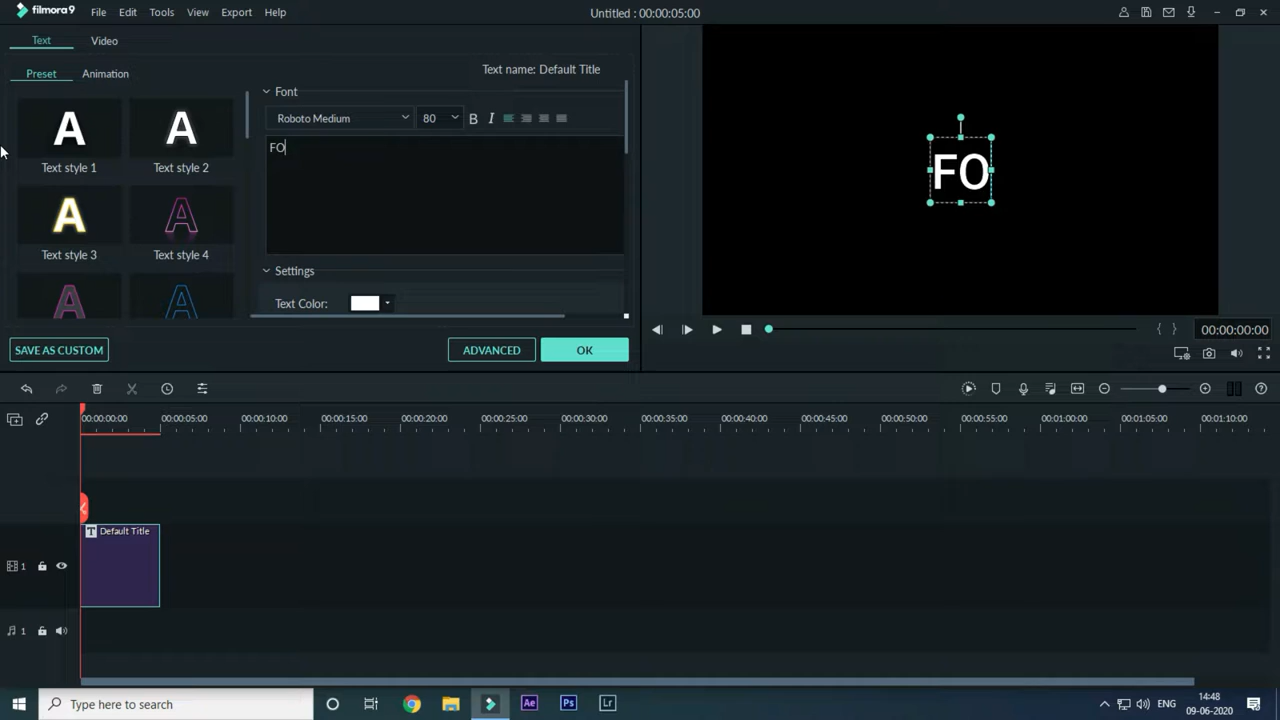 filmora9 File Edit Tools View Export Help Untitled : 00:00:05:00
Text Video
Preset Animation Text name: Default Title
Font
Roboto Medium 80 B I
FO
A A
Text style 1 Text style 2
A A
Text style 3 Text style 4
A A
Settings
Text Color:
SAVE AS CUSTOM ADVANCED OK
FO
{ } 00:00:00:00
00:00:00:00 00:00:05:00 00:00:10:00 00:00:15:00 00:00:20:00 00:00:25:00 00:00:30:00 00:00:35:00 00:00:40:00 00:00:45:00 00:00:50:00 00:00:55:00 00:01:00:00 00:01:05:00 00:01:10:00
T Default Title
1
1
Type here to search Ae Ps Lr ENG 14:48
09-06-2020